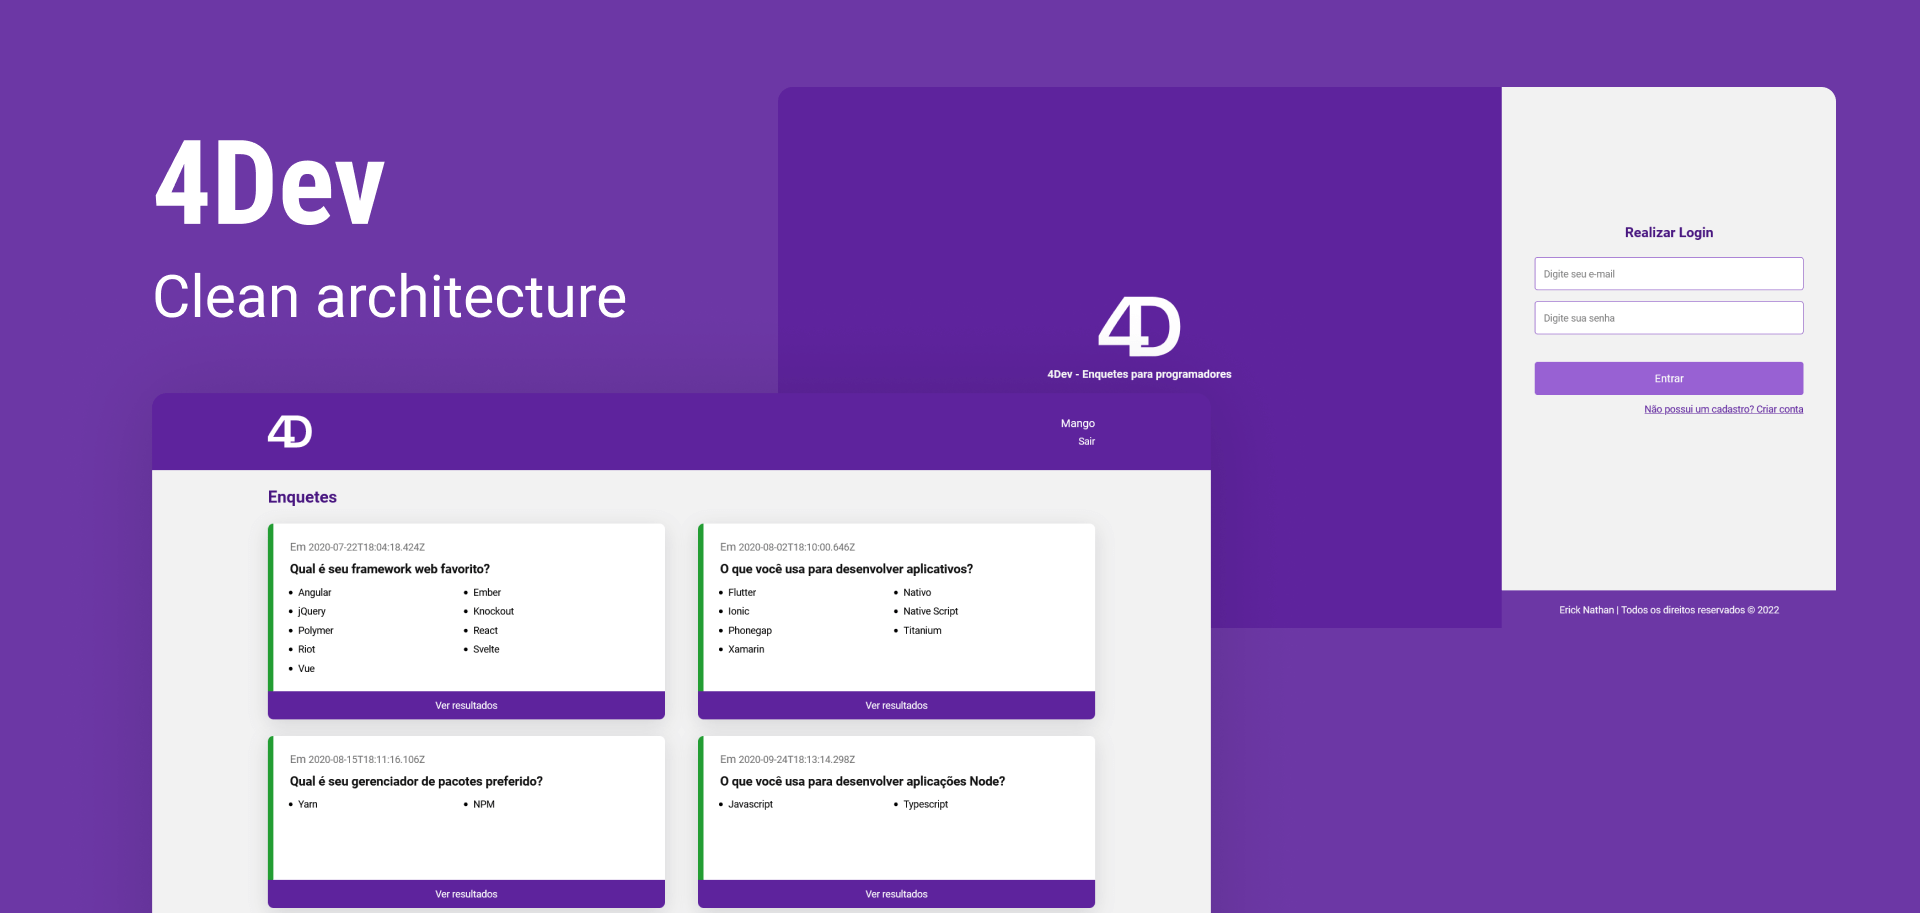 4Dev
Clean architecture
4D
4Dev - Enquetes para programadores
Realizar Login
Digite seu e-mail
Digite sua senha
Entrar
Não possui um cadastro? Criar conta
Erick Nathan | Todos os direitos reservados © 2022
4D
Mango
Sair
Enquetes
Em 2020-07-22T18:04:18.424Z
Qual é seu framework web favorito?
• Angular
• Ember
• jQuery
• Knockout
• Polymer
• React
• Riot
• Svelte
• Vue
Ver resultados
Em 2020-08-02T18:10:00.646Z
O que você usa para desenvolver aplicativos?
• Flutter
• Nativo
• Ionic
• Native Script
• Phonegap
• Titanium
• Xamarin
Ver resultados
Em 2020-08-15T18:11:16.106Z
Qual é seu gerenciador de pacotes preferido?
• Yarn
• NPM
Ver resultados
Em 2020-09-24T18:13:14.298Z
O que você usa para desenvolver aplicações Node?
• Javascript
• Typescript
Ver resultados